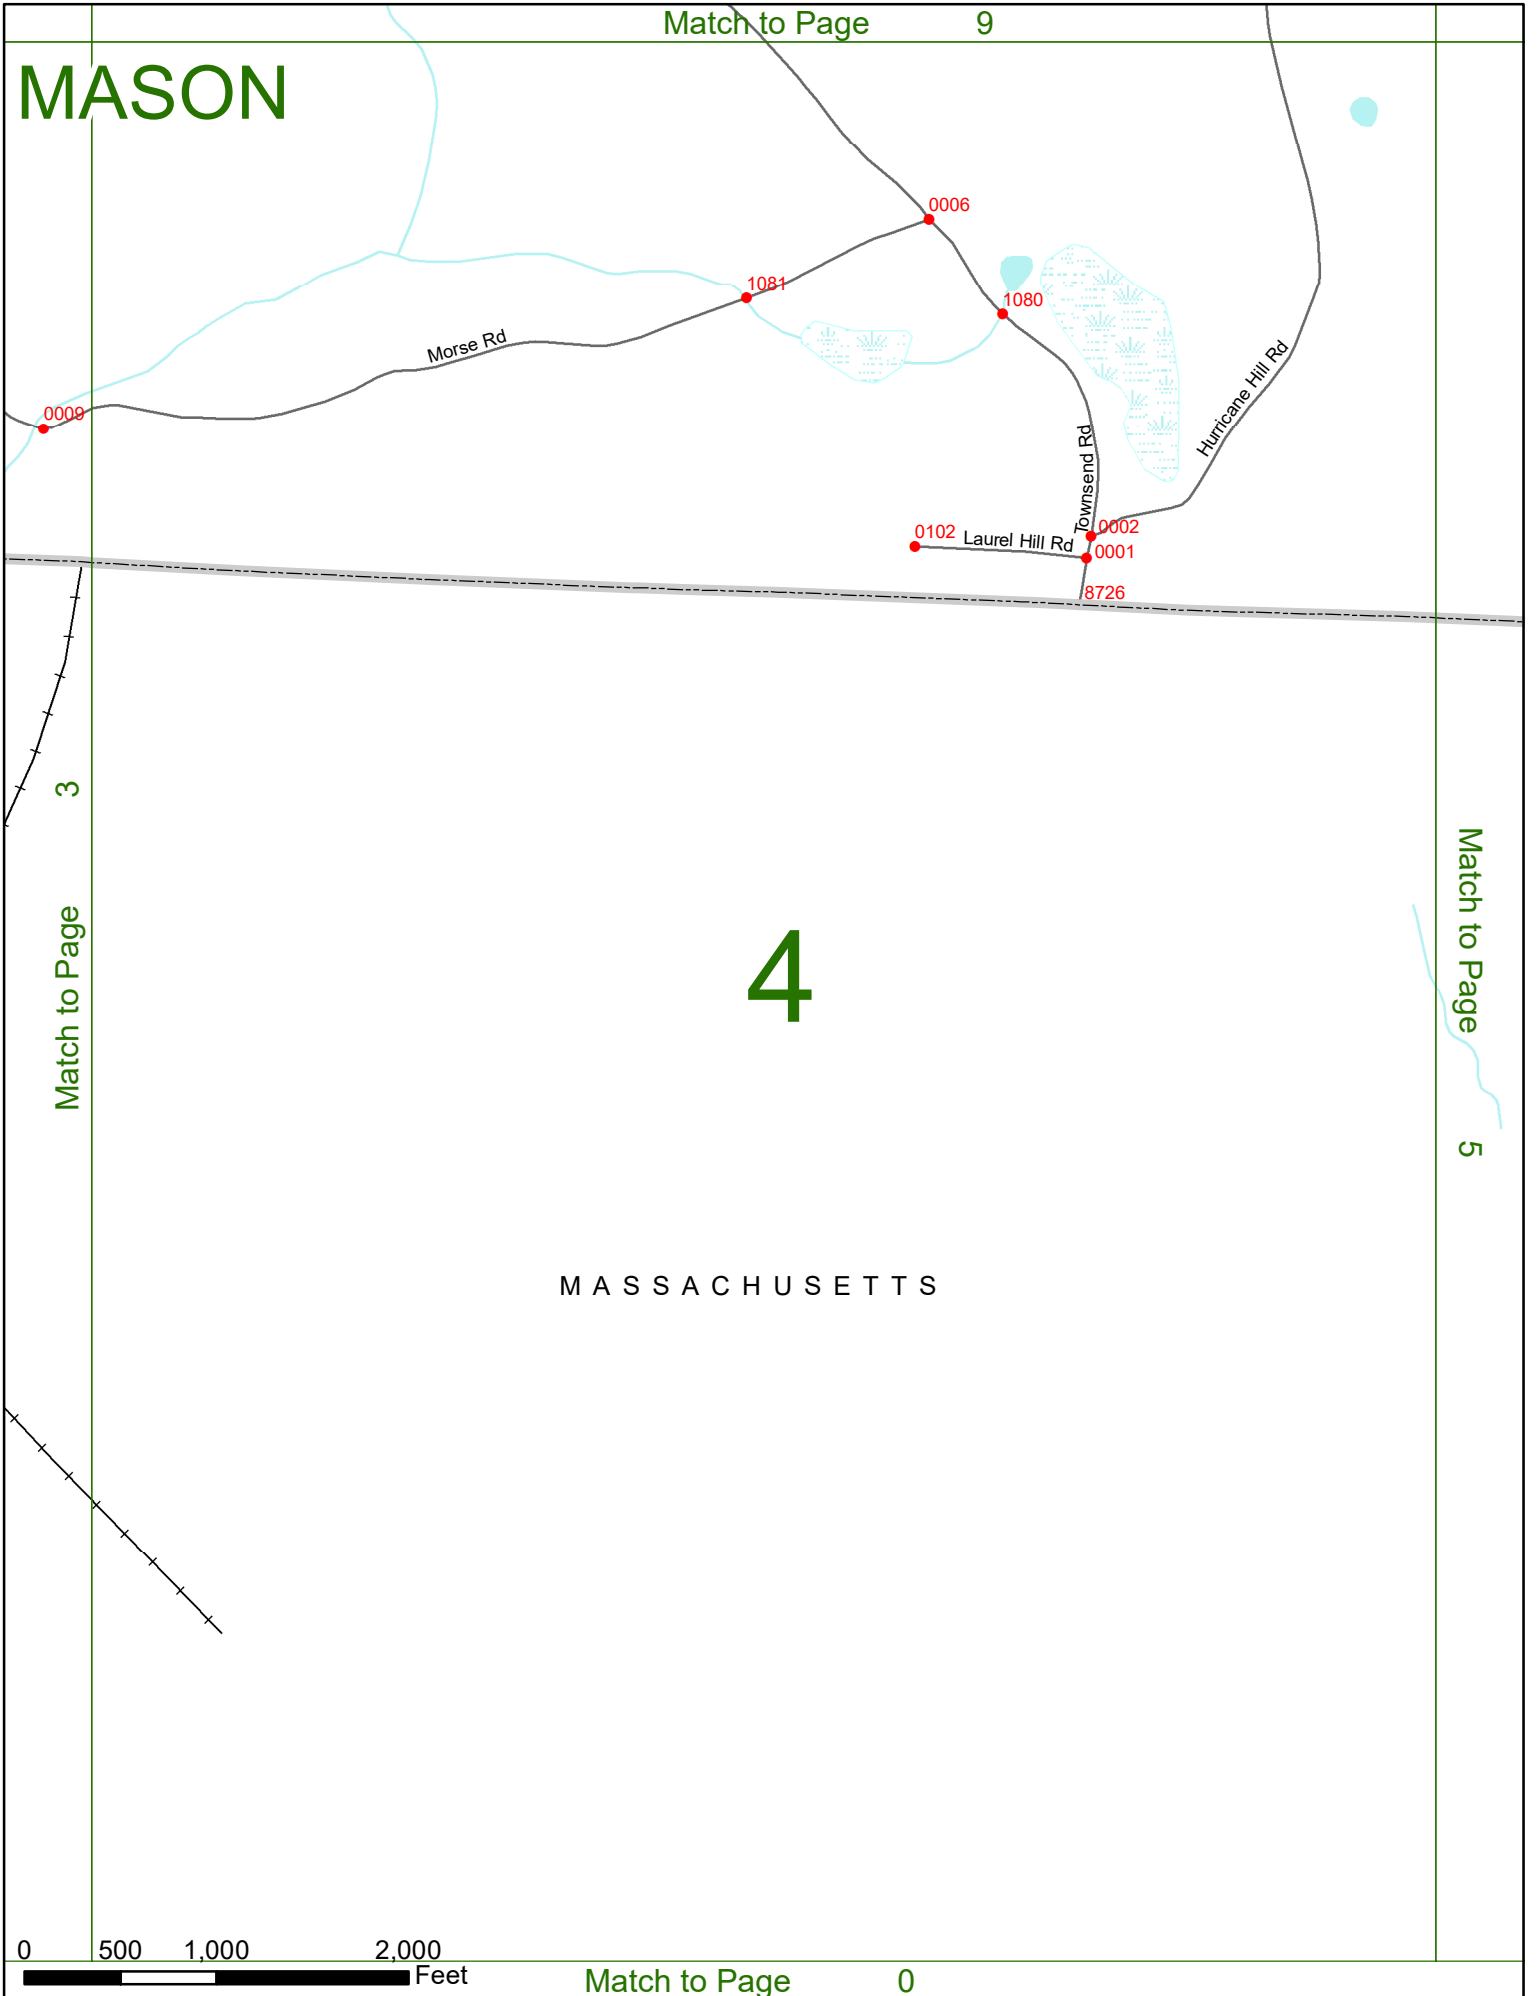 Match to Page 9
MASON
0006
1081
1080
Morse Rd
Hurricane Hill Rd
0009
Townsend Rd
0002
0102
Laurel Hill Rd
0001
8726
Match to Page 3
4
Match to Page 5
MASSACHUSETTS
0 500 1,000 2,000
Feet
Match to Page 0